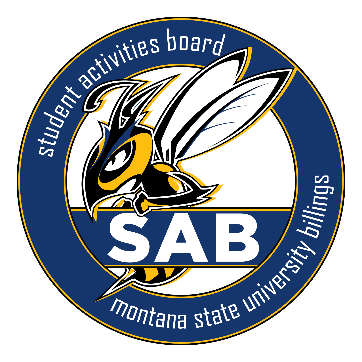 student activities board
SAB
montana state university billings